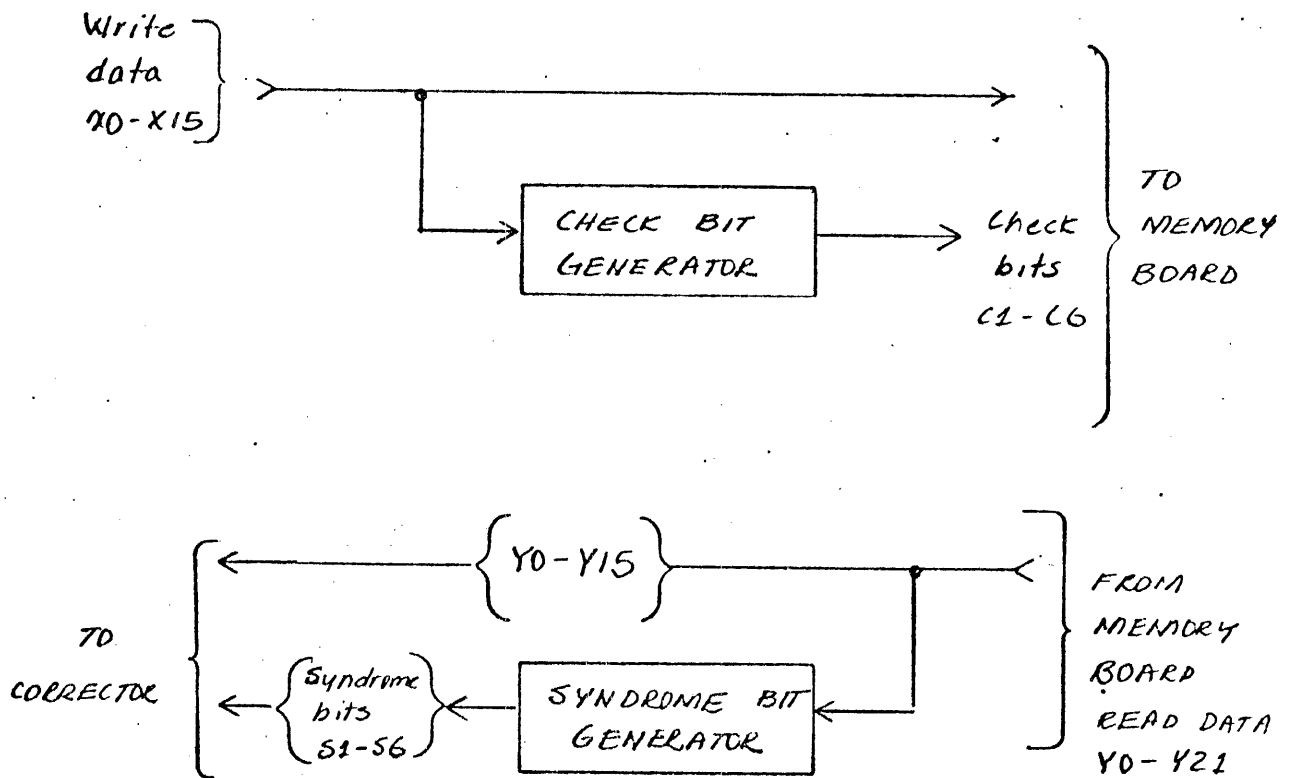 Write
data
X0-X15
CHECK BIT
GENERATOR
Check
bits
C1-C6
TO
MEMORY
BOARD
Y0-Y15
TO
CORRECTOR
Syndrome
bits
S1-S6
SYNDROME BIT
GENERATOR
FROM
MEMORY
BOARD
READ DATA
Y0-Y21